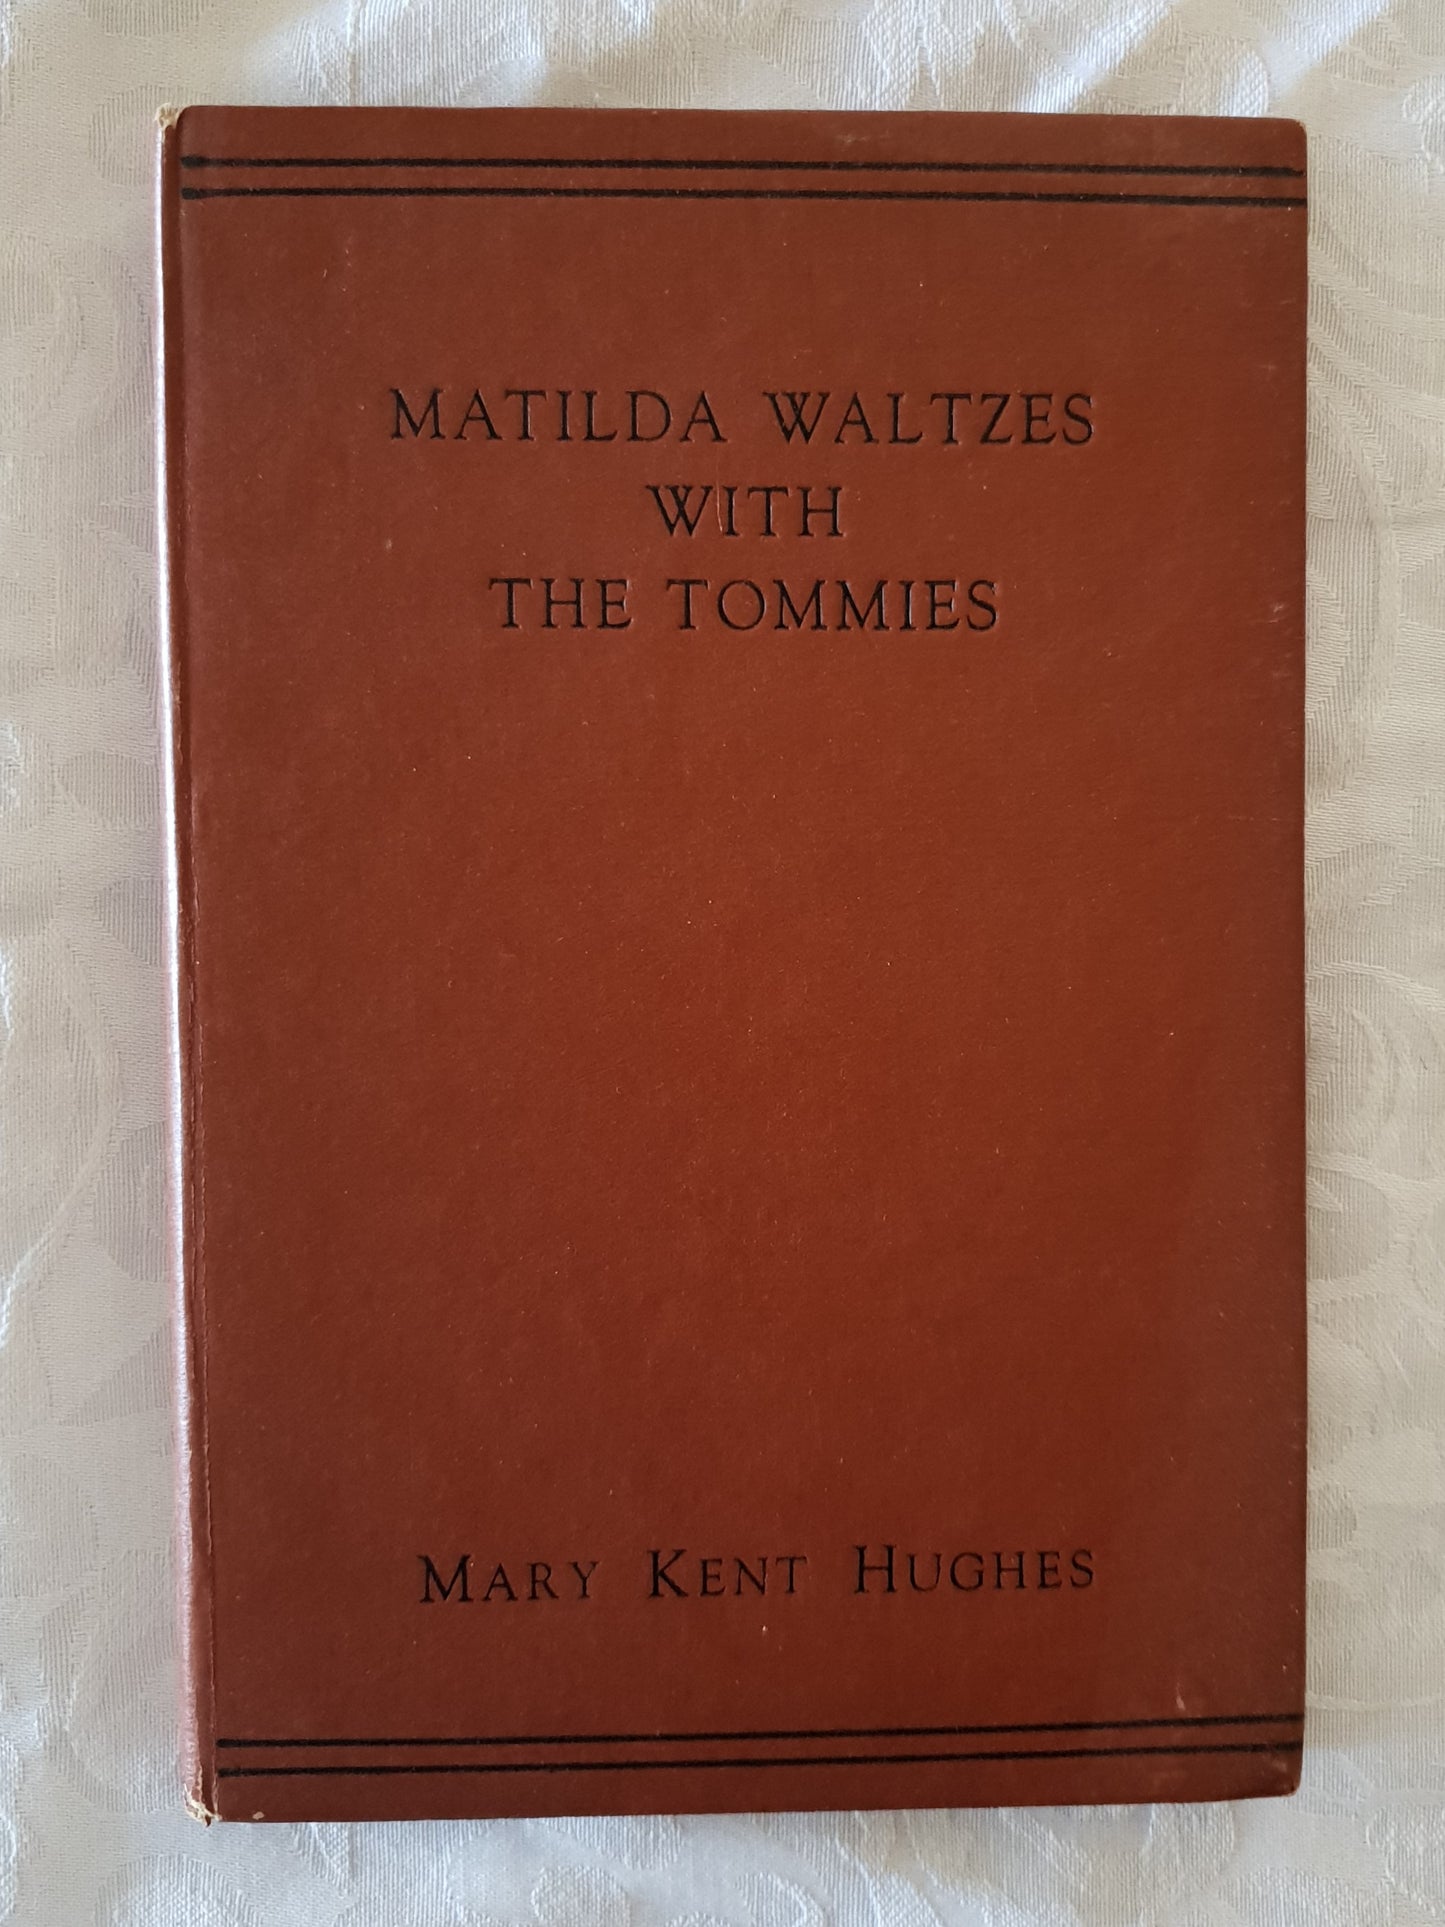 MATILDA WALTZES
WITH
THE TOMMIES
MARY KENT HUGHES